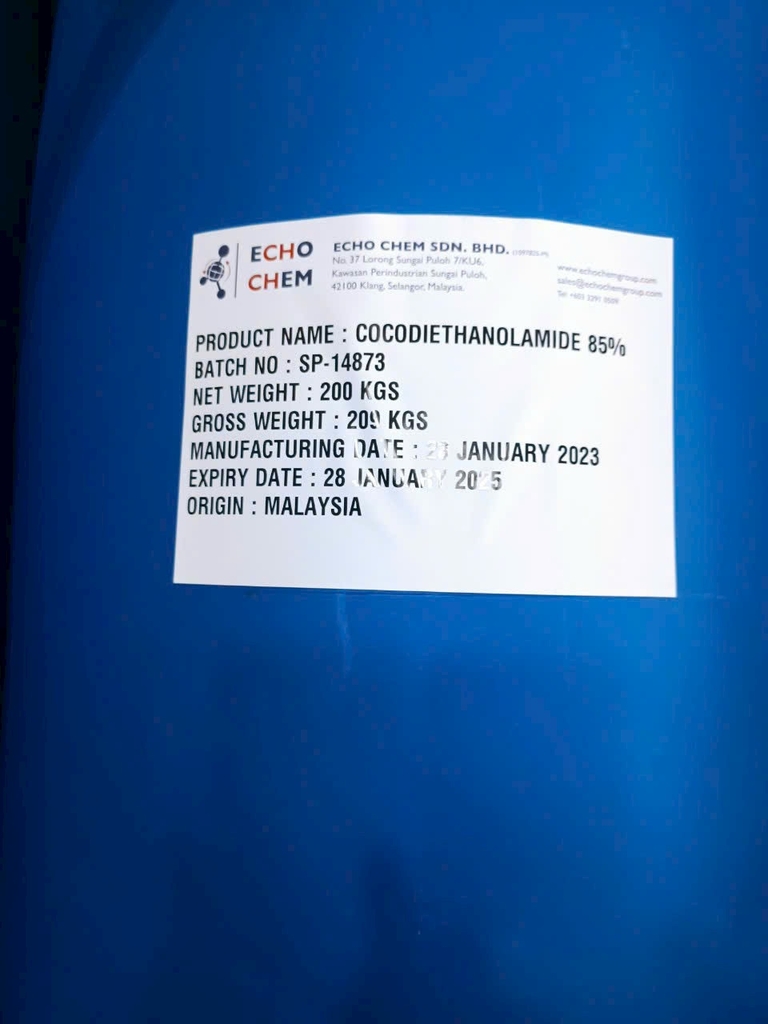 ECHO
CHEM
ECHO CHEM SDN. BHD.
No. 37 Lorong Sungai Puloh 7/KU6,
Kawasan Perindustrian Sungai Puloh,
42100 Klang, Selangor, Malaysia.
www.echochemgroup.com
sales@echochemgroup.com
PRODUCT NAME : COCODIETHANOLAMIDE 85%
BATCH NO : SP-14873
NET WEIGHT : 200 KGS
GROSS WEIGHT : 209 KGS
MANUFACTURING DATE : JANUARY 2023
EXPIRY DATE : 28 JANUARY 2025
ORIGIN : MALAYSIA